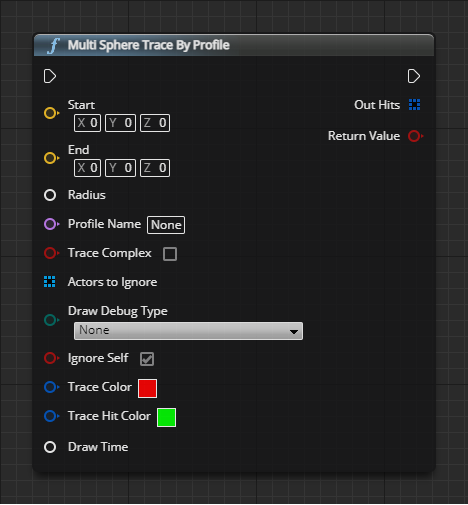 f Multi Sphere Trace By Profile
Start
Out Hits
X 0 Y 0 Z 0
Return Value
End
X 0 Y 0 Z 0
Radius
Profile Name None
Trace Complex
Actors to Ignore
Draw Debug Type
None
Ignore Self
Trace Color
Trace Hit Color
Draw Time